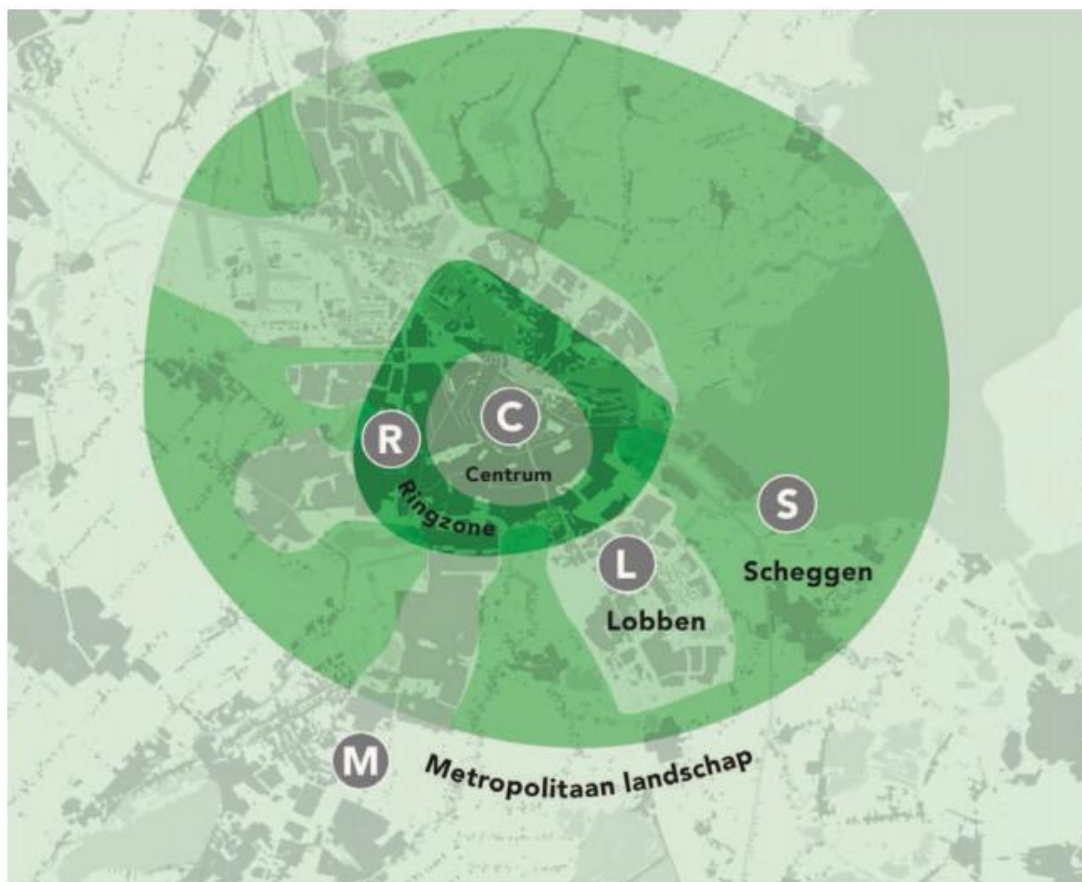 C
Centrum
R
Ringzone
S
Scheggen
L
Lobben
M
Metropolitaan landschap